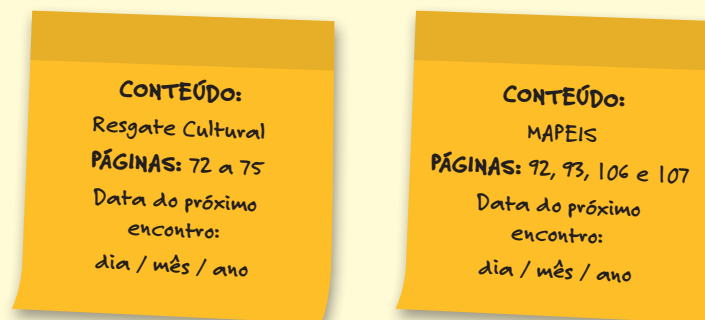 CONTEÚDO:
Resgate Cultural
PÁGINAS: 72 a 75
Data do próximo
encontro:
dia / mês / ano
CONTEÚDO:
MAPEIS
PÁGINAS: 92, 93, 106 e 107
Data do próximo
encontro:
dia / mês / ano